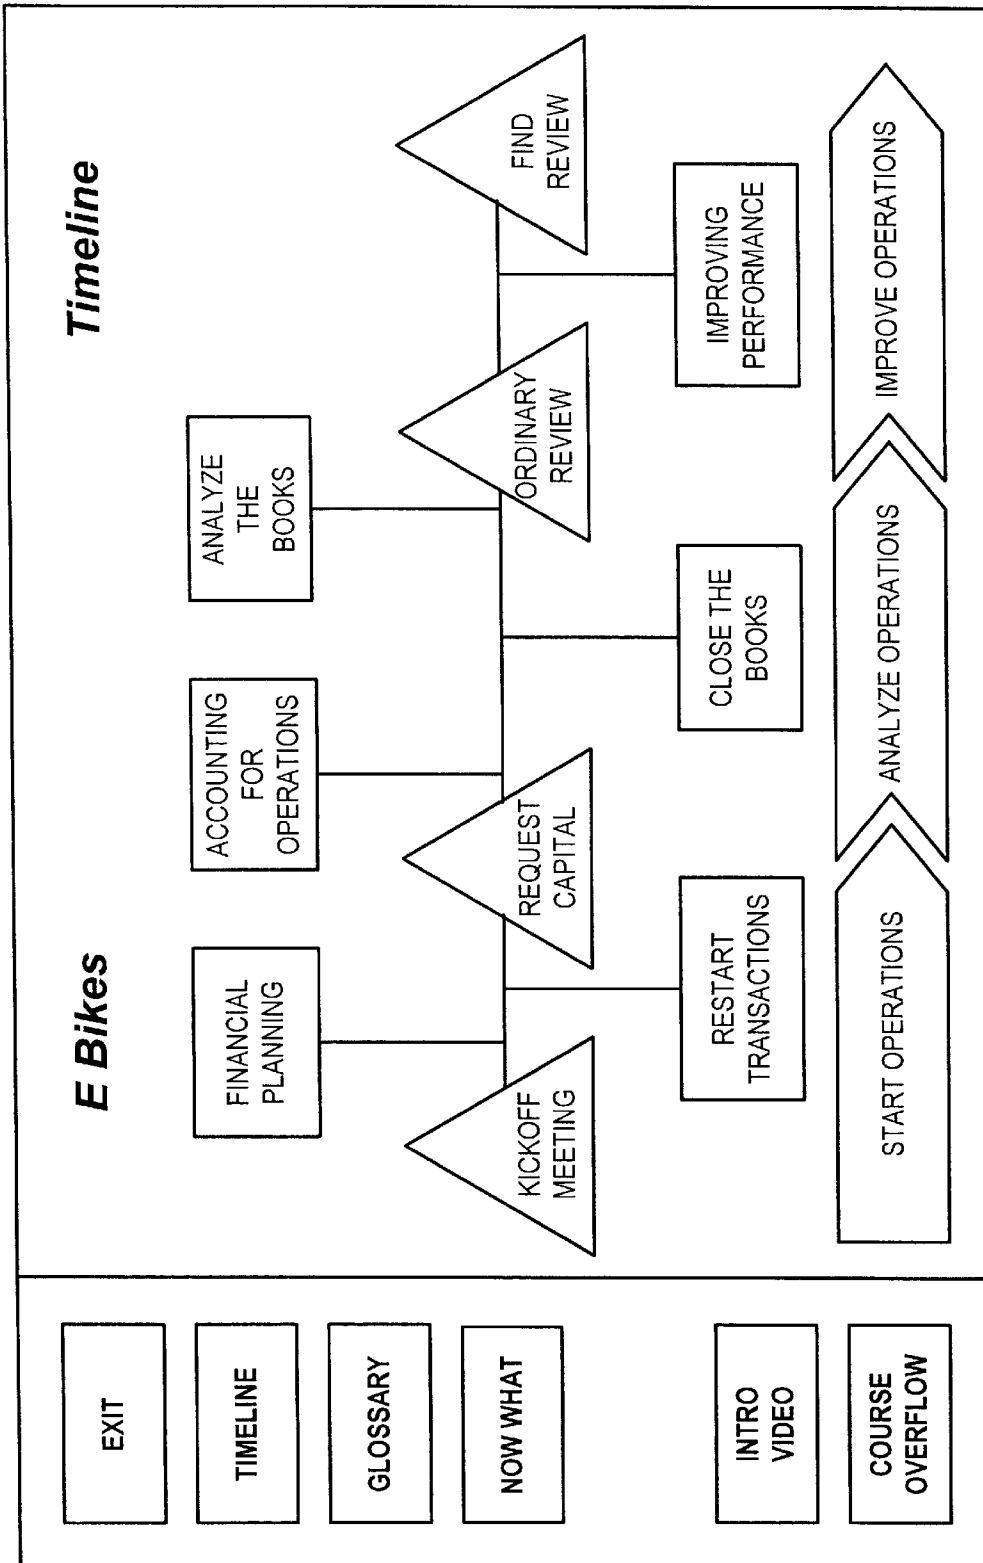 EXIT
TIMELINE
GLOSSARY
NOW WHAT
INTRO
VIDEO
COURSE
OVERFLOW
E Bikes
Timeline
FINANCIAL
PLANNING
ACCOUNTING
FOR
OPERATIONS
ANALYZE
THE
BOOKS
KICKOFF
MEETING
REQUEST
CAPITAL
ORDINARY
REVIEW
FIND
REVIEW
RESTART
TRANSACTIONS
CLOSE THE
BOOKS
IMPROVING
PERFORMANCE
START OPERATIONS
ANALYZE OPERATIONS
IMPROVE OPERATIONS